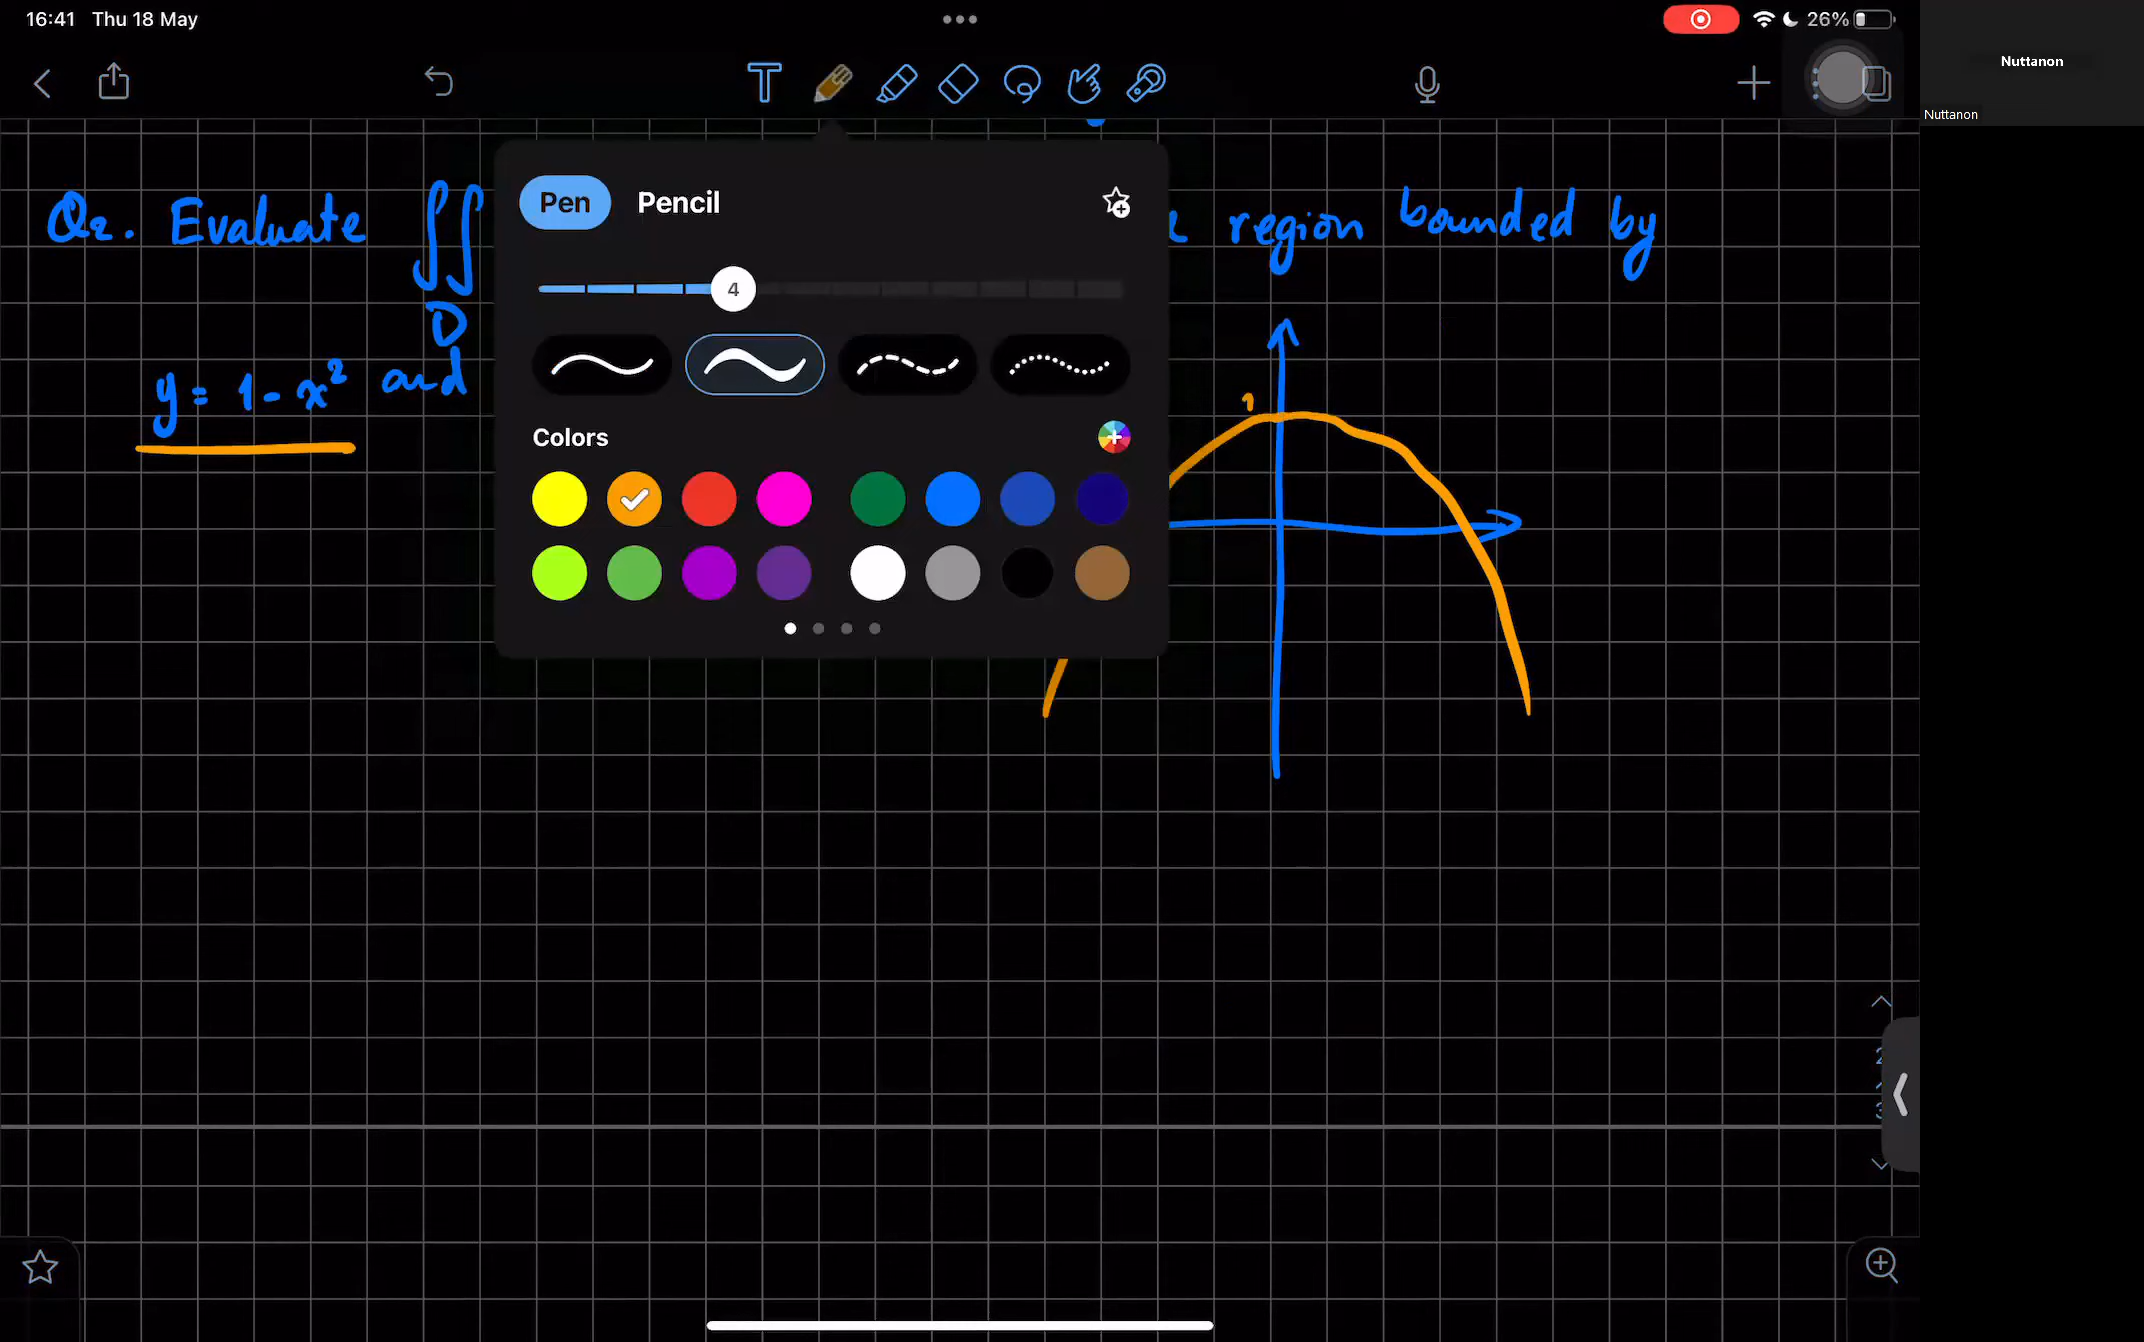 16:41 Thu 18 May
26%
Nuttanon
Nuttanon
Q2. Evaluate ∬ region bounded by
D
y = 1 - x² and
1
Pen Pencil
4
Colors